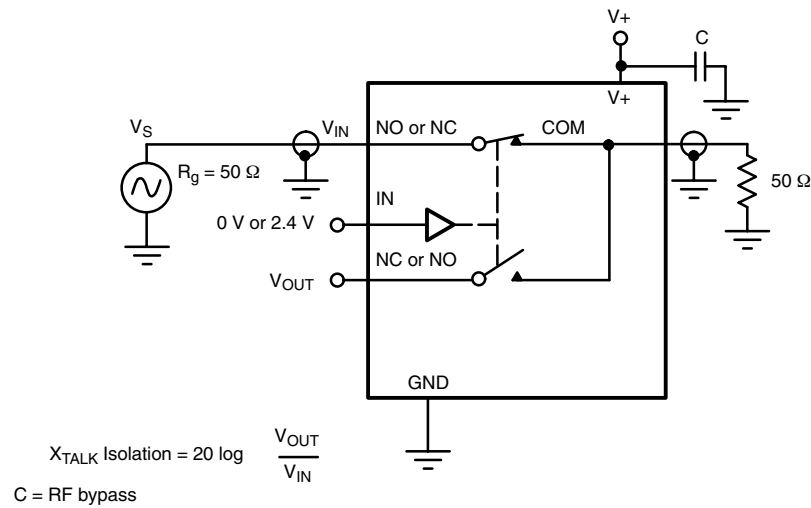 V+
C
V+
VS
VIN
NO or NC
COM
Rg = 50 Ω
50 Ω
IN
0 V or 2.4 V
NC or NO
VOUT
GND
XTALK Isolation = 20 log VOUT
VIN
C = RF bypass